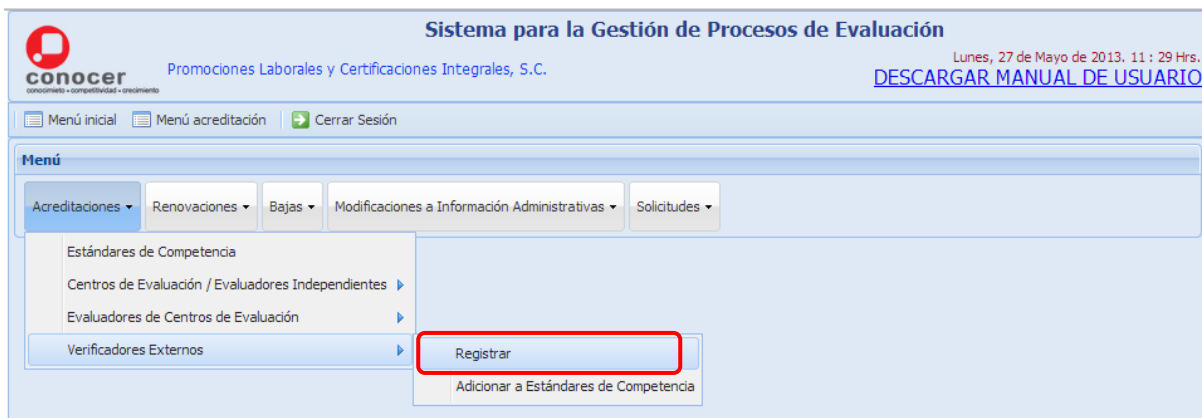 Sistema para la Gestión de Procesos de Evaluación
conocer
conocimiento • competitividad • crecimiento
Promociones Laborales y Certificaciones Integrales, S.C.
Lunes, 27 de Mayo de 2013. 11 : 29 Hrs.
DESCARGAR MANUAL DE USUARIO
Menú inicial Menú acreditación Cerrar Sesión
Menú
Acreditaciones Renovaciones Bajas Modificaciones a Información Administrativas Solicitudes
Estándares de Competencia
Centros de Evaluación / Evaluadores Independientes
Evaluadores de Centros de Evaluación
Verificadores Externos
Registrar
Adicionar a Estándares de Competencia